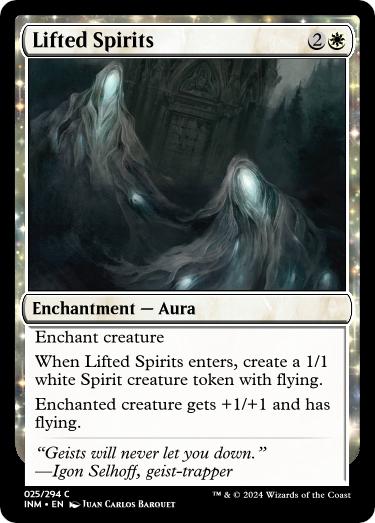 Lifted Spirits 2
Enchantment — Aura
Enchant creature
When Lifted Spirits enters, create a 1/1
white Spirit creature token with flying.
Enchanted creature gets +1/+1 and has
flying.
“Geists will never let you down.”
—Igon Selhoff, geist-trapper
025/294 C
INM • EN Juan Carlos Barquet
™ & © 2024 Wizards of the Coast